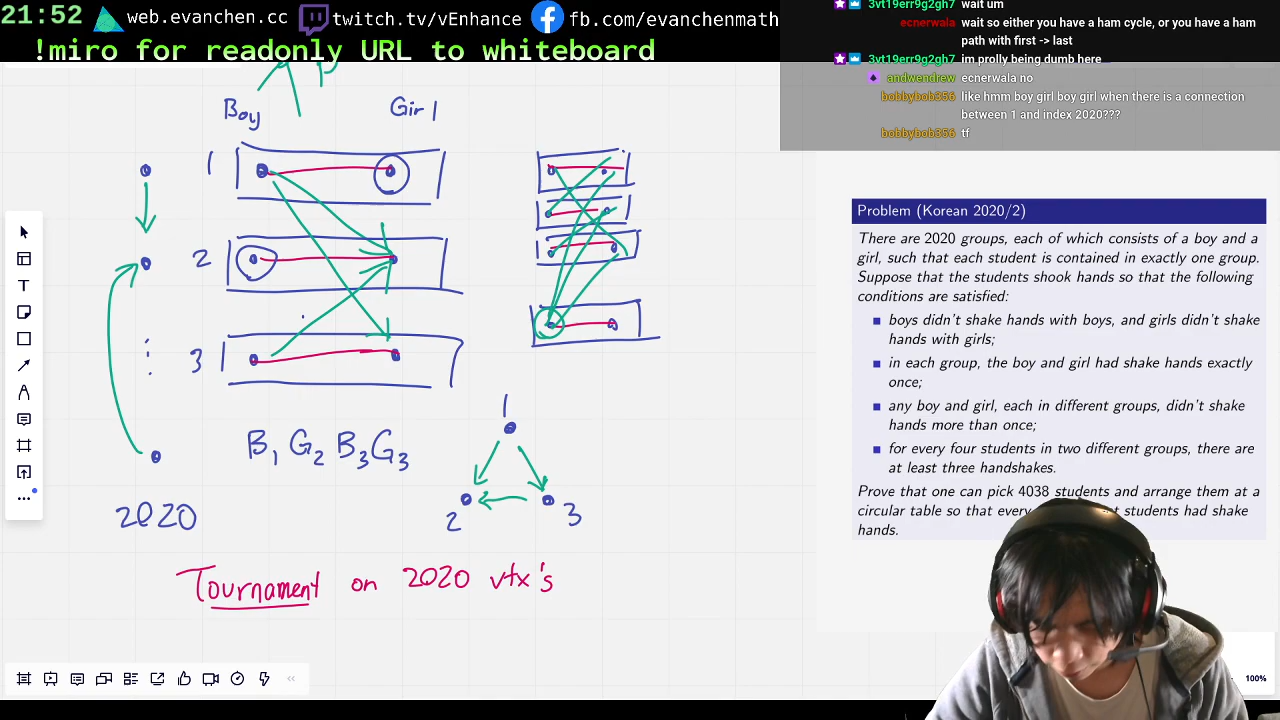 21:52 web.evanchen.cc twitch.tv/vEnhance fb.com/evanchenmath
!miro for readonly URL to whiteboard
3vt19err9g2gh7 wait um
ecnerwala wait so either you have a ham cycle, or you have a ham
path with first -> last
3vt19err9g2gh7 im prolly being dumb here
andwendrew ecnerwala no
bobbybob356 like hmm boy girl boy girl when there is a connection
between 1 and index 2020???
bobbybob356 tf
Boy Girl
1
2
3
B1 G2 B3 G3
2020
1
2
3
Tournament on 2020 vtx's
Problem (Korean 2020/2)
There are 2020 groups, each of which consists of a boy and a
girl, such that each student is contained in exactly one group.
Suppose that the students shook hands so that the following
conditions are satisfied:
boys didn't shake hands with boys, and girls didn't shake
hands with girls;
in each group, the boy and girl had shake hands exactly
once;
any boy and girl, each in different groups, didn't shake
hands more than once;
for every four students in two different groups, there are
at least three handshakes.
Prove that one can pick 4038 students and arrange them at a
circular table so that every students had shake
hands.
T
A
100%